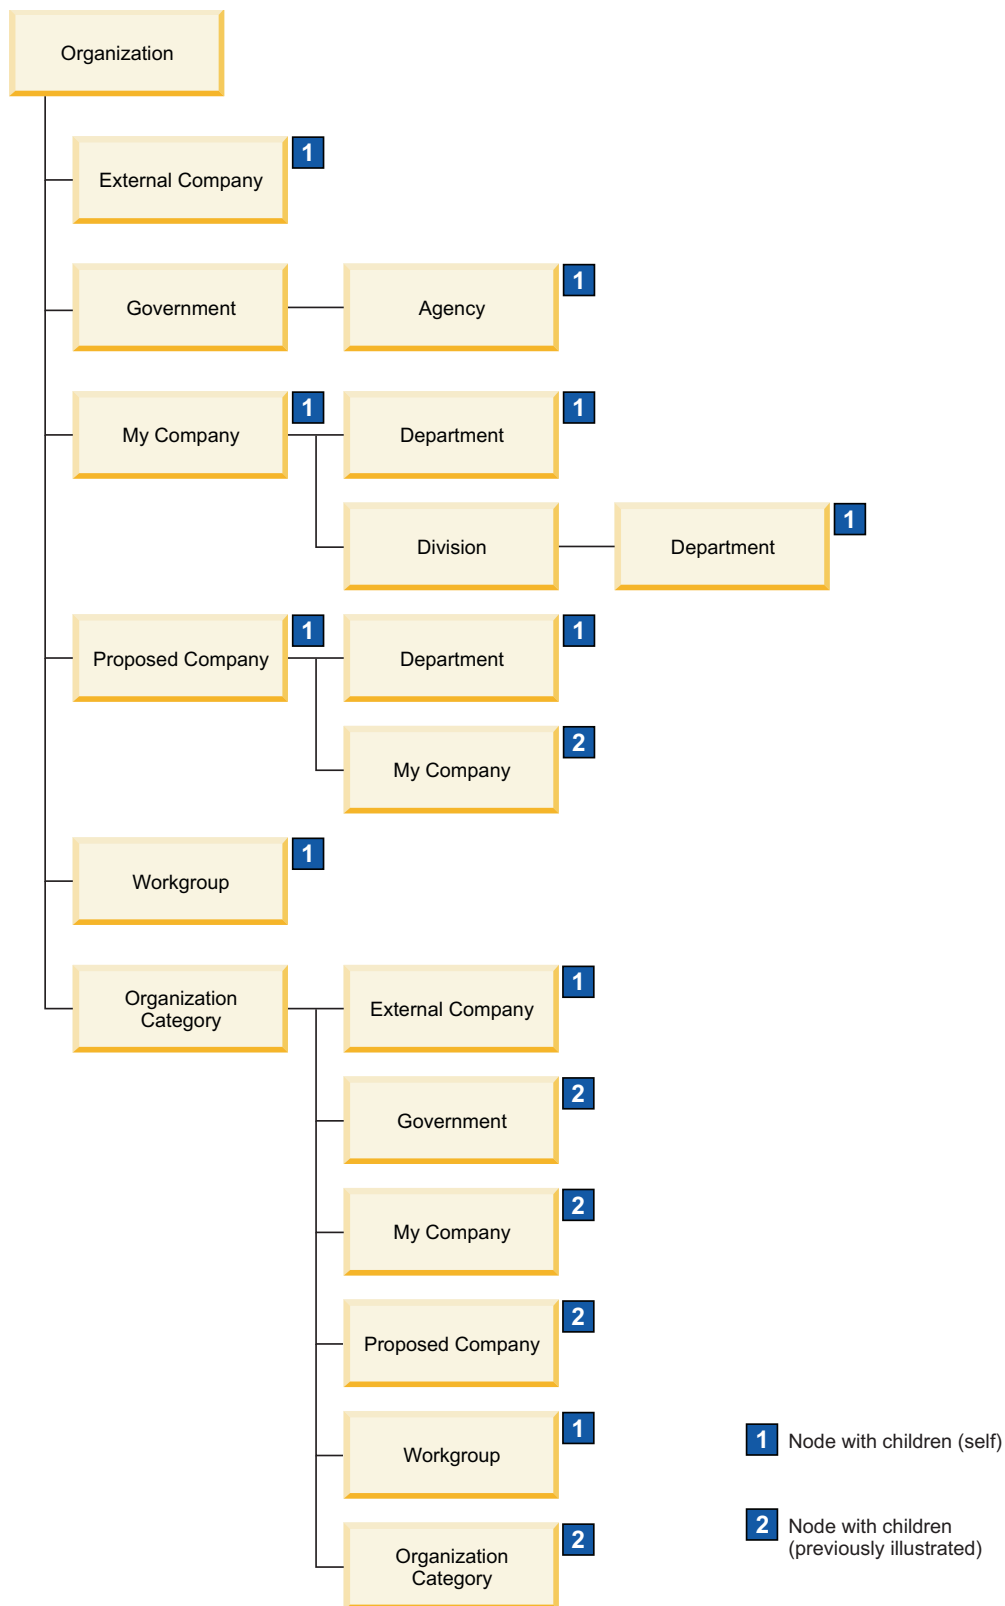 Organization
External Company
1
Government
Agency
1
My Company
1
Department
1
Division
Department
1
Proposed Company
1
Department
1
My Company
2
Workgroup
1
Organization
Category
External Company
1
Government
2
My Company
2
Proposed Company
2
Workgroup
1
Organization
Category
2
1 Node with children (self)
2 Node with children
(previously illustrated)